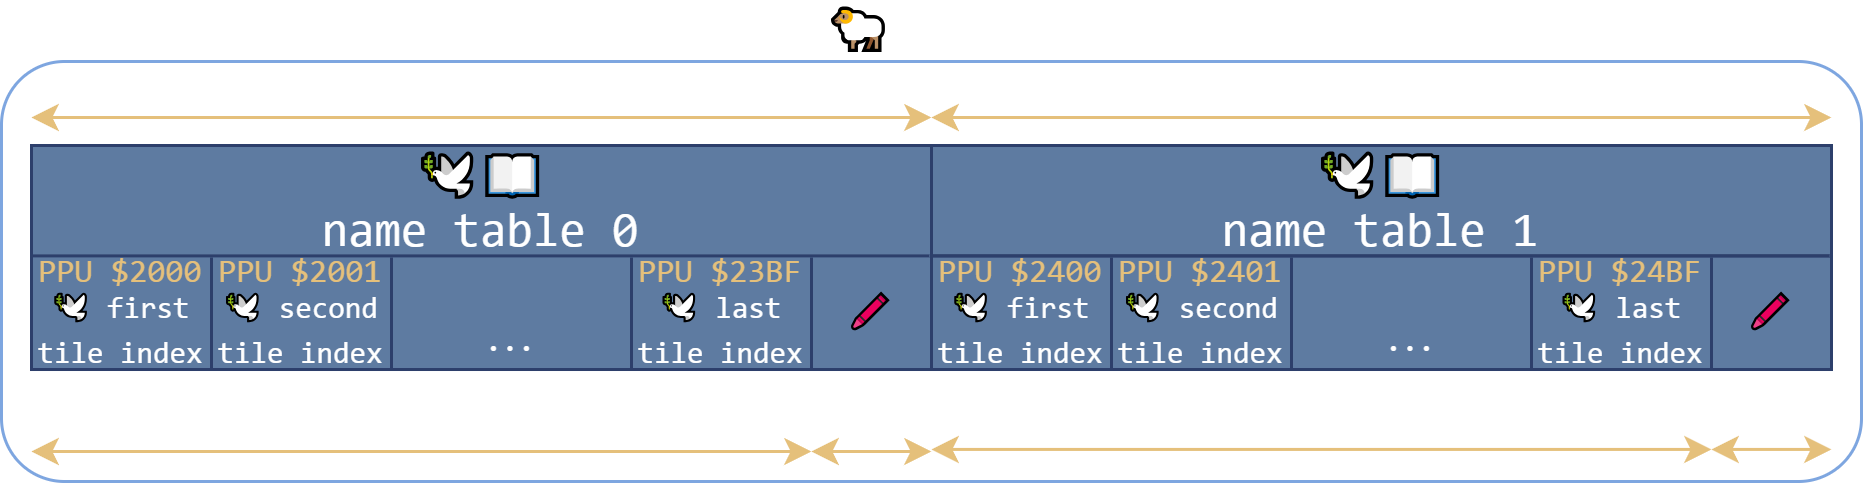 name table 0
name table 1
PPU $2000
first
tile index
PPU $2001
second
tile index
...
PPU $23BF
last
tile index
PPU $2400
first
tile index
PPU $2401
second
tile index
...
PPU $24BF
last
tile index